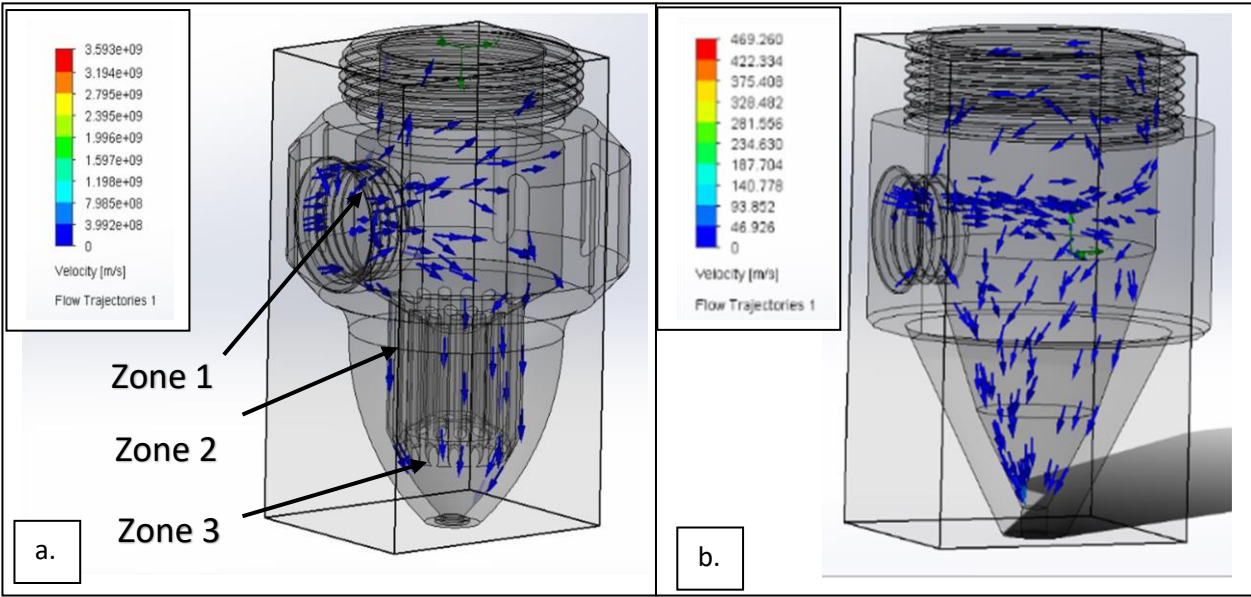 3.593e+09
3.194e+09
2.795e+09
2.395e+09
1.996e+09
1.597e+09
1.198e+09
7.985e+08
3.992e+08
0
Velocity [m/s]
Flow Trajectories 1
Zone 1
Zone 2
Zone 3
a.
469.260
422.334
375.408
328.482
281.556
234.630
187.704
140.778
93.852
46.926
0
Velocity [m/s]
Flow Trajectories 1
b.